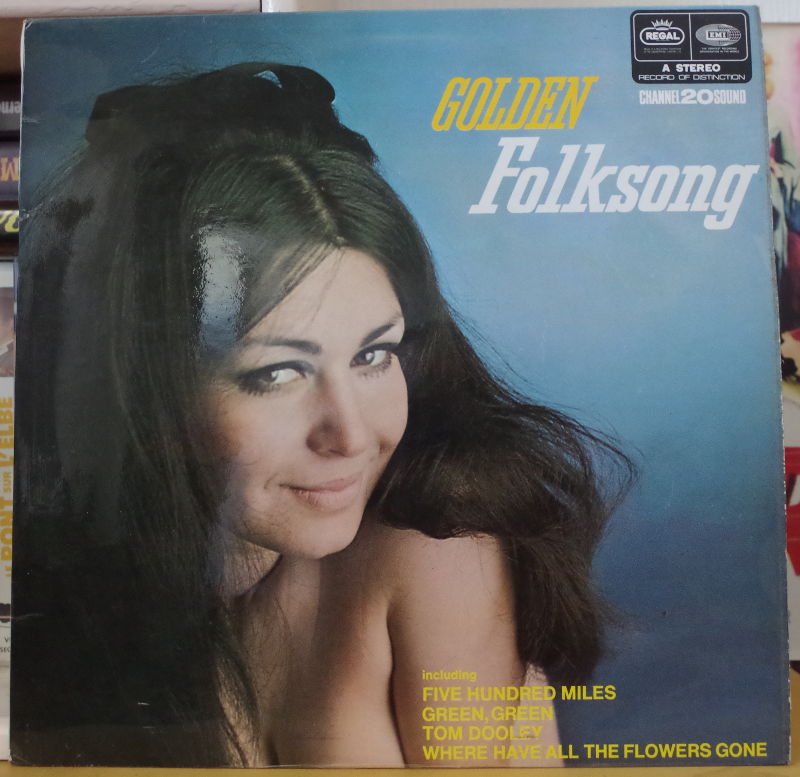 REGAL
EMI
A STEREO
RECORD OF DISTINCTION
CHANNEL 20 SOUND
GOLDEN
Folksong
including
FIVE HUNDRED MILES
GREEN, GREEN
TOM DOOLEY
WHERE HAVE ALL THE FLOWERS GONE
PONT SUR L'ELBE